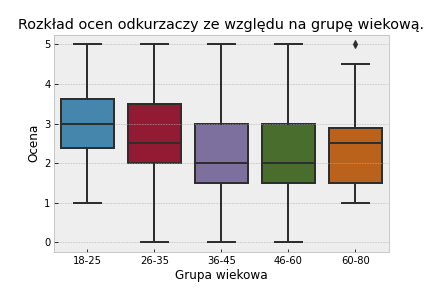 Rozkład ocen odkurzaczy ze względu na grupę wiekową.
5
4
3
2
1
0
Ocena
18-25 26-35 36-45 46-60 60-80
Grupa wiekowa